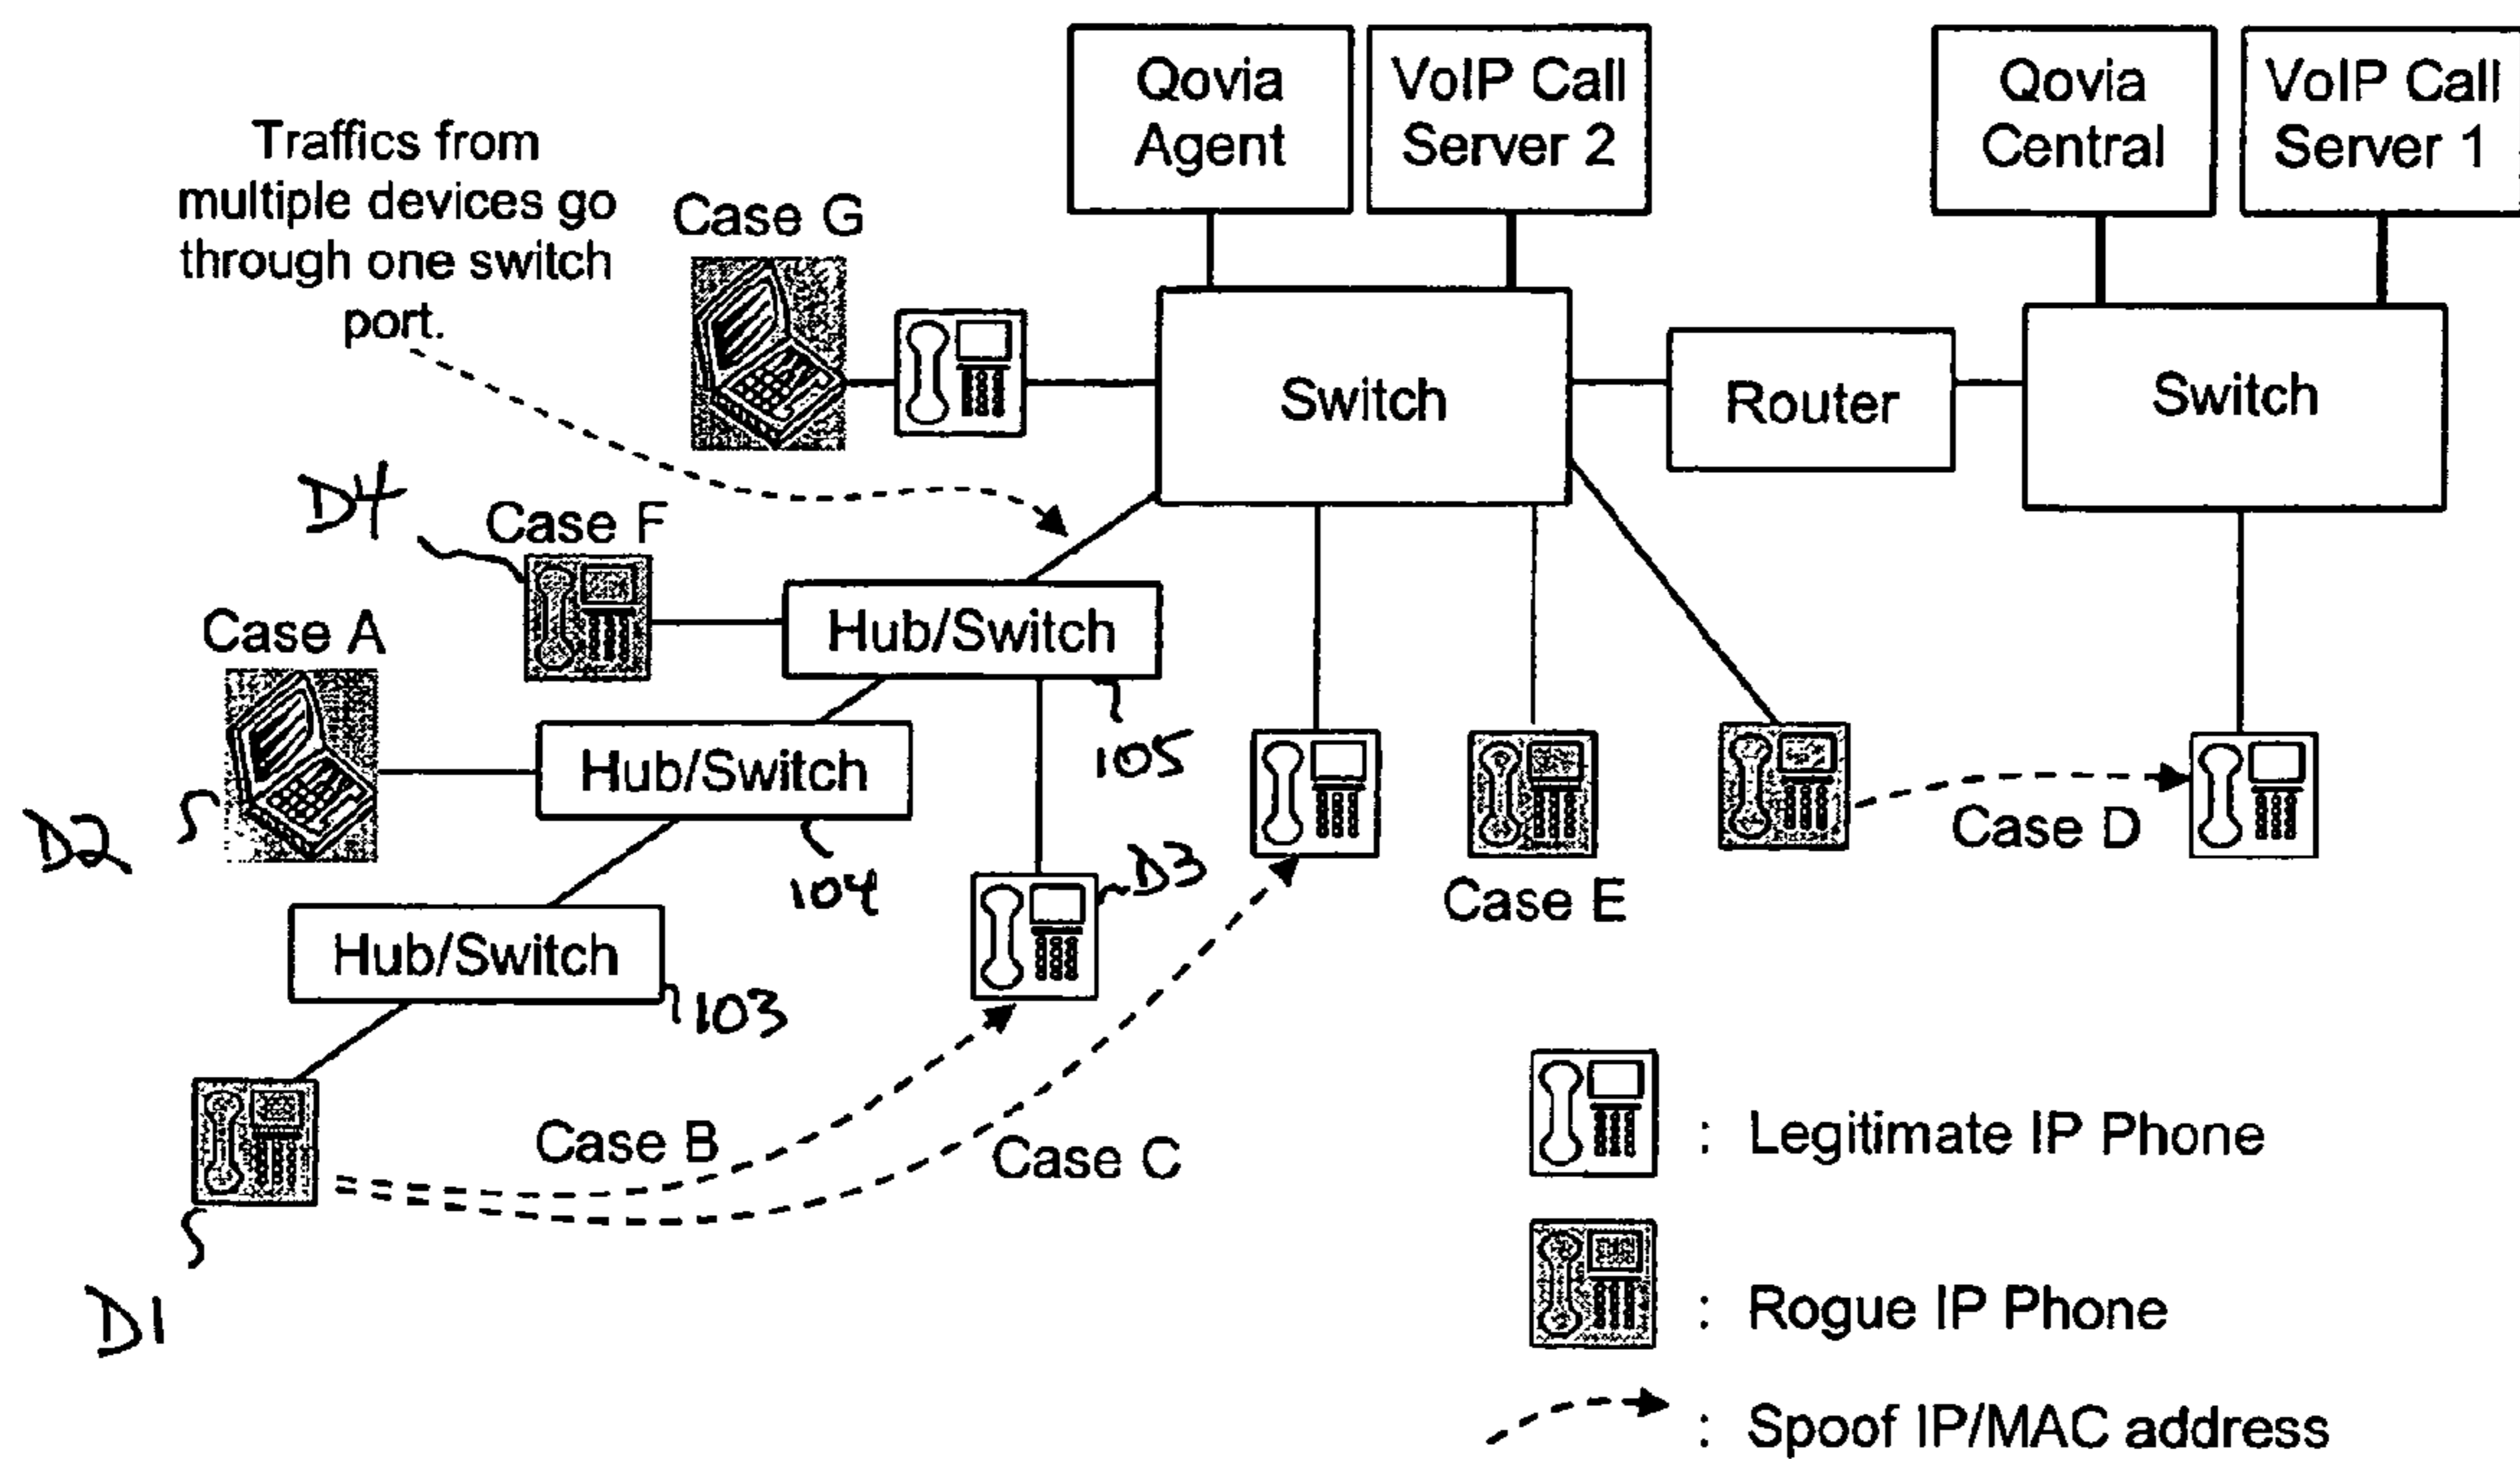 Qovia
Agent
VoIP Call
Server 2
Qovia
Central
VoIP Call
Server 1
Traffics from
multiple devices go
through one switch
port.
Case G
Switch
Router
Switch
D4
Case F
Hub/Switch
Case A
105
Hub/Switch
D2
104
D3
Case D
Case E
Hub/Switch
103
D1
Case B
Case C
: Legitimate IP Phone
: Rogue IP Phone
: Spoof IP/MAC address